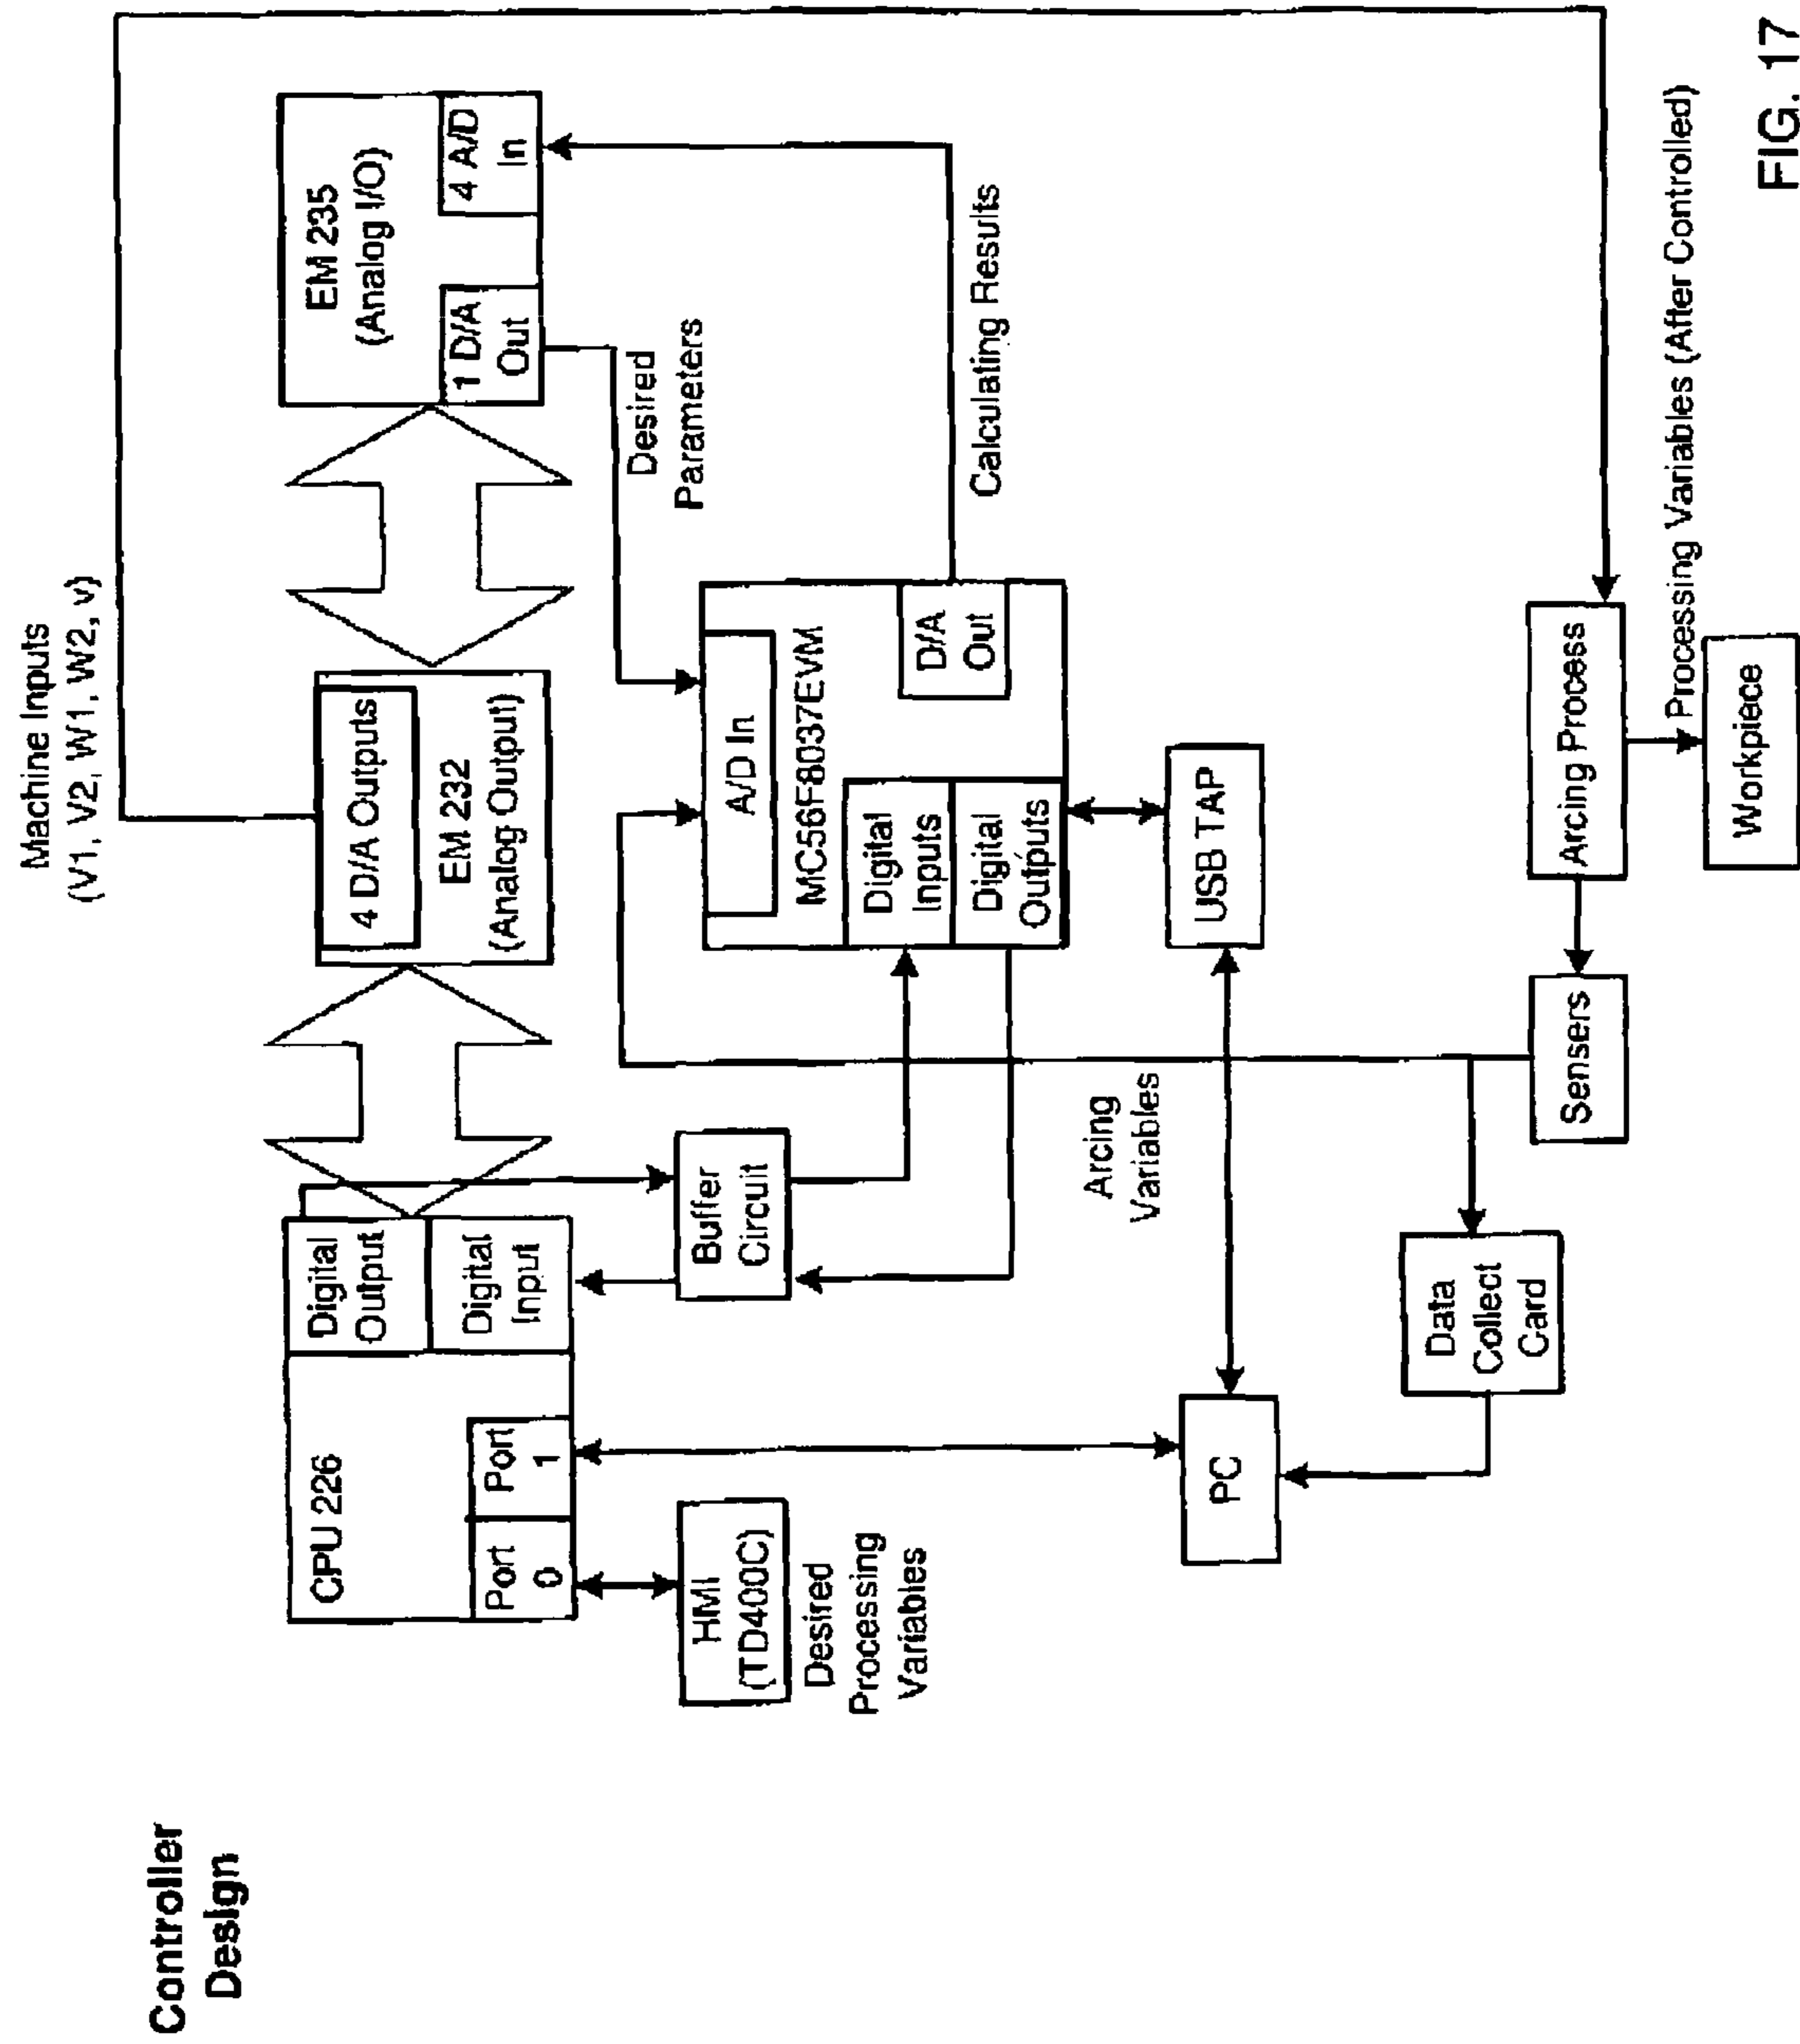 Controller
Design
Machine Inputs
(V1, V2, W1, W2, v)
CPU 226
Port
0
Port
1
Digital
Output
Digital
Input
4 D/A Outputs
EM 232
(Analog Output)
EM 235
(Analog I/O)
1 D/A
Out
4 A/D
In
HMI
(TD400C)
Desired
Processing
Variables
Buffer
Circuit
Desired
Parameters
A/D In
MC56F8037EVM
Digital
Inputs
Digital
Outputs
D/A
Out
Calculating Results
Arcing
Variables
USB TAP
PC
Data
Collect
Card
Sensers
Arcing Process
Processing Variables (After Controlled)
Workpiece
FIG. 17